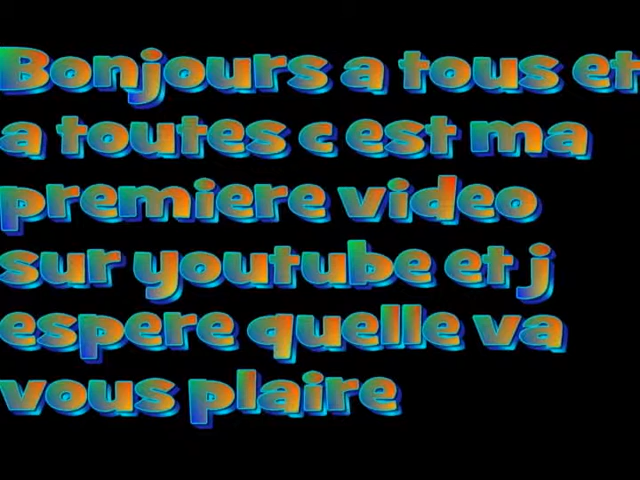 Bonjours a tous et
a toutes c est ma
premiere video
sur youtube et j
espere quelle va
vous plaire